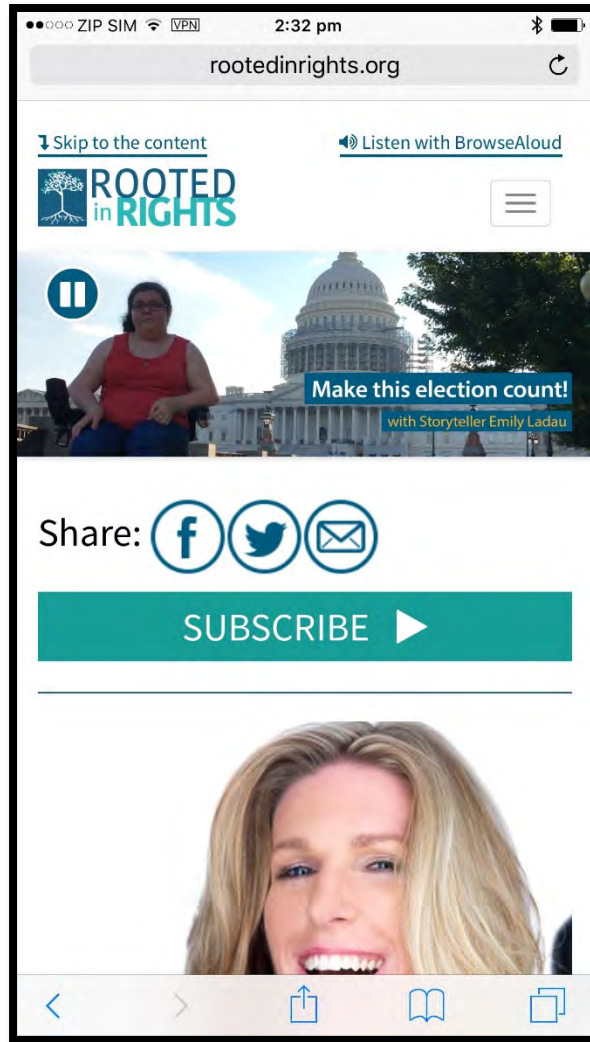 ZIP SIM VPN 2:32 pm
rootedinrights.org
Skip to the content Listen with BrowseAloud
ROOTED
in RIGHTS
Make this election count!
with Storyteller Emily Ladau
Share:
SUBSCRIBE